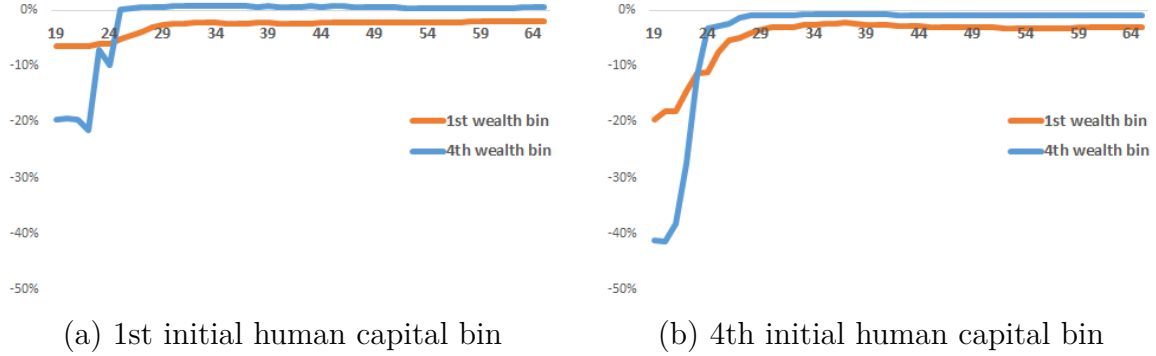 0%
19 24 29 34 39 44 49 54 59 64
-10%
-20%
-30%
-40%
-50%
1st wealth bin
4th wealth bin
(a) 1st initial human capital bin
0%
19 24 29 34 39 44 49 54 59 64
-10%
-20%
-30%
-40%
-50%
1st wealth bin
4th wealth bin
(b) 4th initial human capital bin